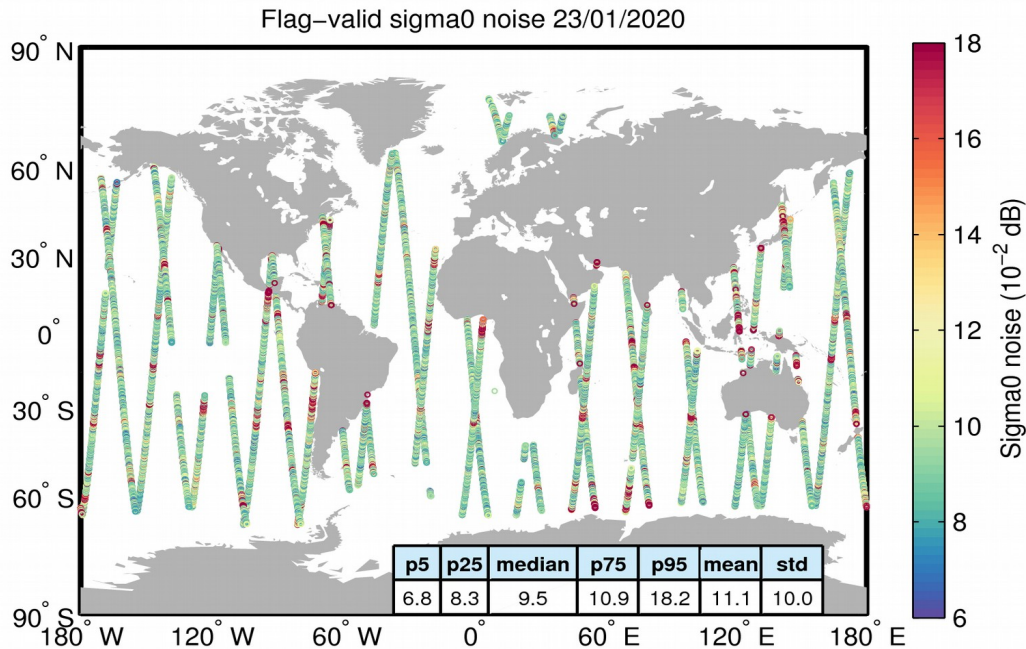 Flag−valid sigma0 noise 23/01/2020
90° N
60° N
30° N
0°
30° S
60° S
90° S
180° W 120° W 60° W 0° 60° E 120° E 180° E
p5 p25 median p75 p95 mean std
6.8 8.3 9.5 10.9 18.2 11.1 10.0
18
16
14
12
10
8
6
Sigma0 noise (10⁻² dB)